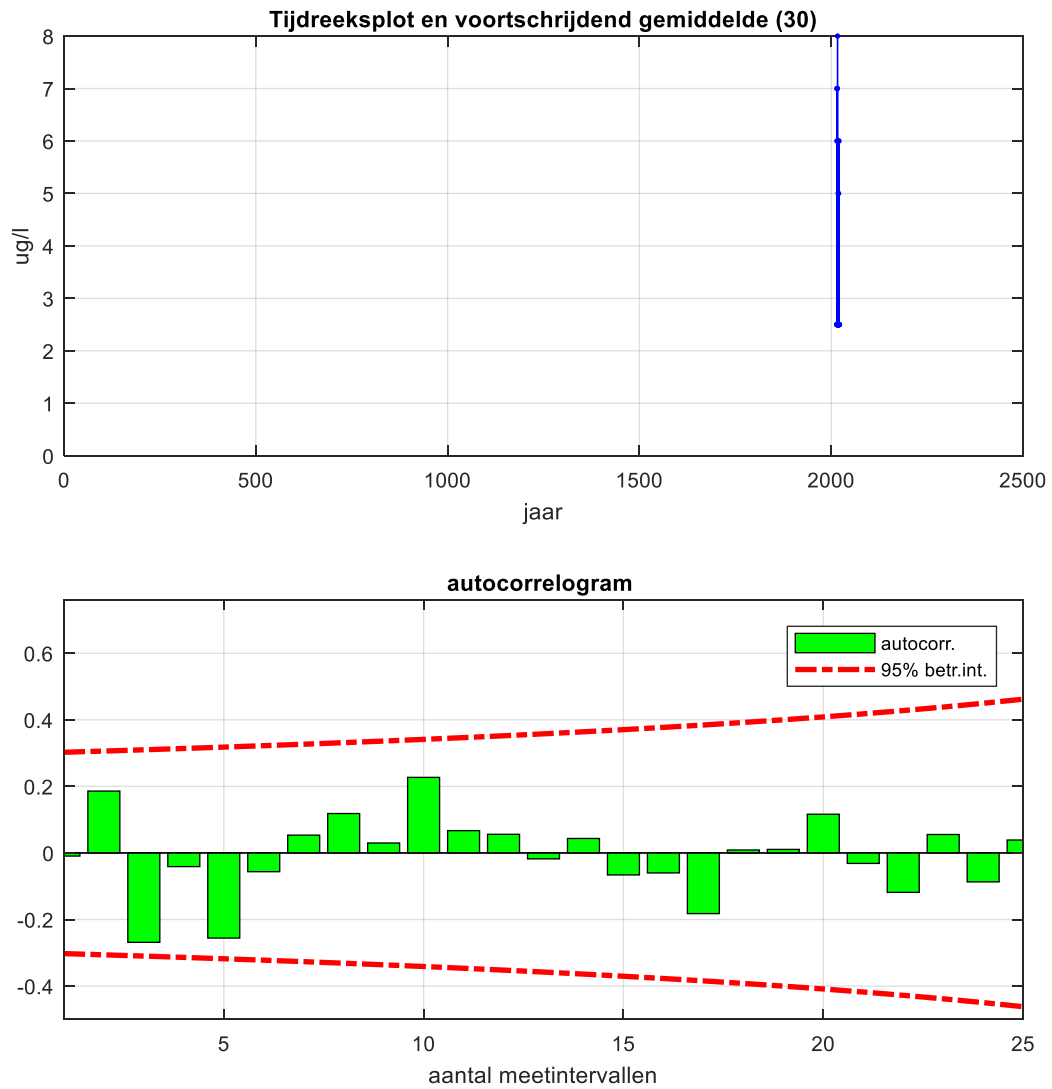 Tijdreeksplot en voortschrijdend gemiddelde (30)
8
7
6
5
4
3
2
1
0
ug/l
0 500 1000 1500 2000 2500
jaar
autocorrelogram
0.6
0.4
0.2
0
-0.2
-0.4
autocorr.
95% betr.int.
5 10 15 20 25
aantal meetintervallen